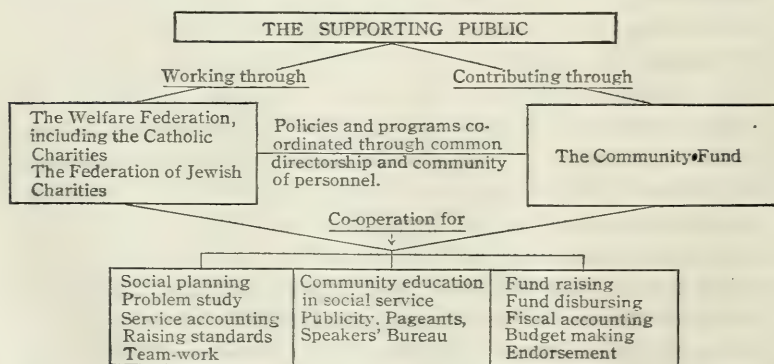 THE SUPPORTING PUBLIC
Working through
Contributing through
The Welfare Federation,
including the Catholic
Charities
The Federation of Jewish
Charities
Policies and programs co-
ordinated through common
directorship and community
of personnel.
The Community Fund
Co-operation for
Social planning
Problem study
Service accounting
Raising standards
Team-work
Community education
in social service
Publicity, Pageants,
Speakers' Bureau
Fund raising
Fund disbursing
Fiscal accounting
Budget making
Endorsement